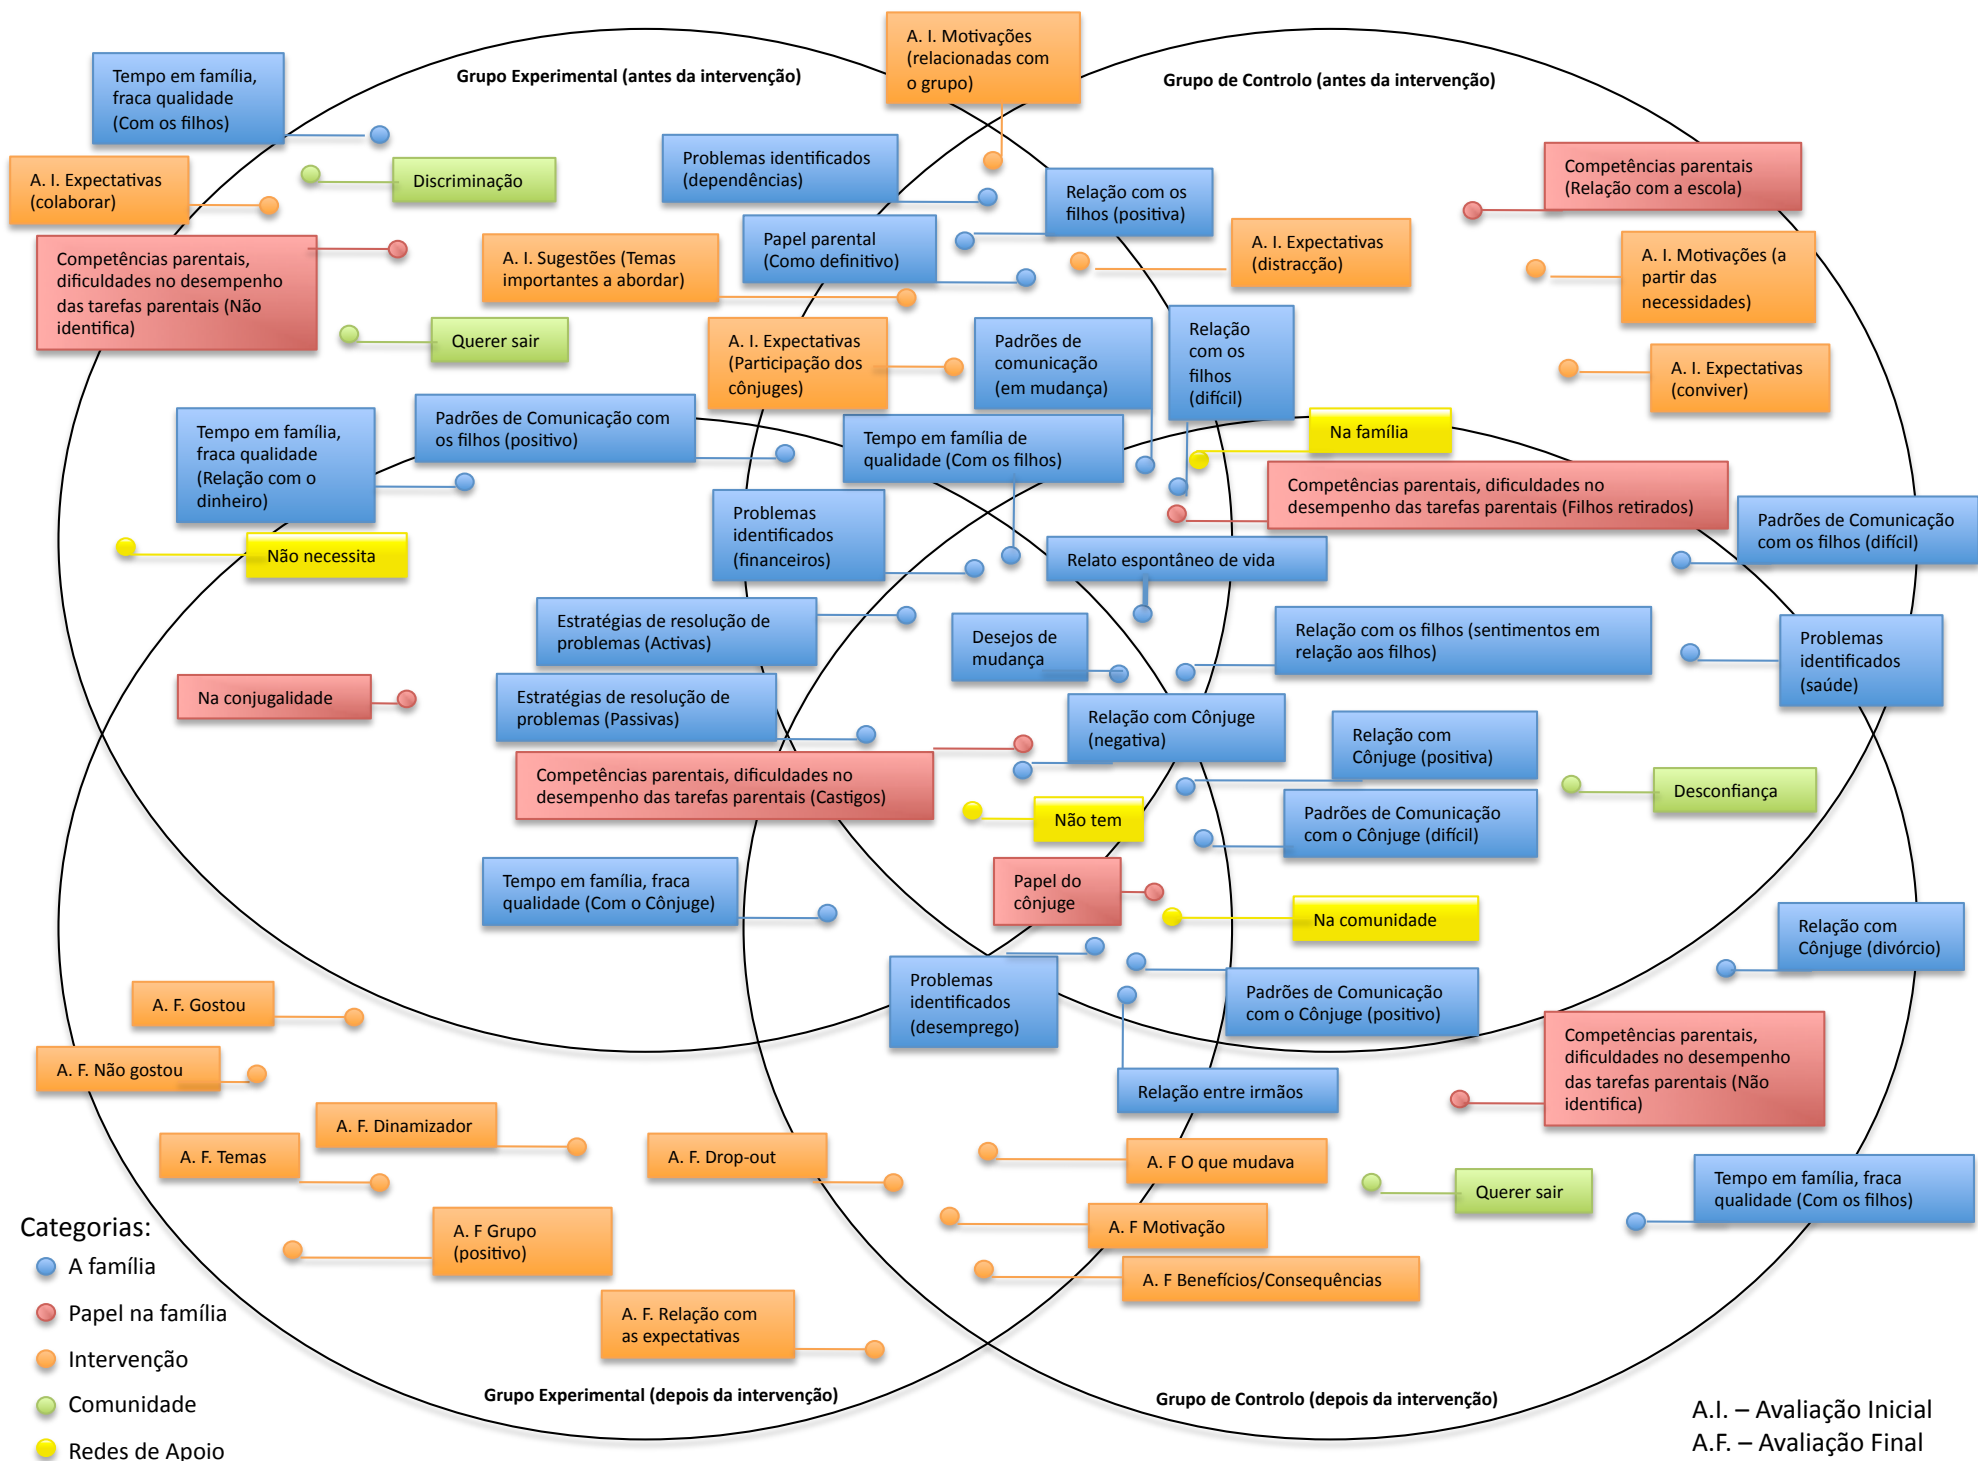 A. I. Motivações
(relacionadas com
o grupo)
Grupo Experimental (antes da intervenção)
Grupo de Controlo (antes da intervenção)
Tempo em família,
fraca qualidade
(Com os filhos)
Problemas identificados
(dependências)
Competências parentais
(Relação com a escola)
A. I. Expectativas
(colaborar)
Discriminação
Relação com os
filhos (positiva)
Papel parental
(Como definitivo)
A. I. Expectativas
(distracção)
A. I. Motivações (a
partir das
necessidades)
Competências parentais,
dificuldades no desempenho
das tarefas parentais (Não
identifica)
A. I. Sugestões (Temas
importantes a abordar)
Querer sair
A. I. Expectativas
(Participação dos
cônjuges)
Padrões de
comunicação
(em mudança)
Relação
com os
filhos
(difícil)
A. I. Expectativas
(conviver)
Tempo em família,
fraca qualidade
(Relação com o
dinheiro)
Padrões de Comunicação com
os filhos (positivo)
Tempo em família de
qualidade (Com os filhos)
Na família
Competências parentais, dificuldades no
desempenho das tarefas parentais (Filhos retirados)
Padrões de Comunicação
com os filhos (difícil)
Problemas
identificados
(financeiros)
Não necessita
Relato espontâneo de vida
Estratégias de resolução de
problemas (Activas)
Desejos de
mudança
Relação com os filhos (sentimentos em
relação aos filhos)
Problemas
identificados
(saúde)
Na conjugalidade
Estratégias de resolução de
problemas (Passivas)
Relação com Cônjuge
(negativa)
Relação com
Cônjuge (positiva)
Competências parentais, dificuldades no
desempenho das tarefas parentais (Castigos)
Desconfiança
Não tem
Padrões de Comunicação
com o Cônjuge (difícil)
Tempo em família, fraca
qualidade (Com o Cônjuge)
Papel do
cônjuge
Na comunidade
Relação com
Cônjuge (divórcio)
Problemas
identificados
(desemprego)
Padrões de Comunicação
com o Cônjuge (positivo)
A. F. Gostou
A. F. Não gostou
Competências parentais,
dificuldades no desempenho
das tarefas parentais (Não
identifica)
Relação entre irmãos
A. F. Dinamizador
A. F. Temas
A. F. Drop-out
A. F O que mudava
Querer sair
Tempo em família, fraca
qualidade (Com os filhos)
A. F Grupo
(positivo)
A. F Motivação
A. F Benefícios/Consequências
A. F. Relação com
as expectativas
Categorias:
A família
Papel na família
Intervenção
Comunidade
Redes de Apoio
Grupo Experimental (depois da intervenção)
Grupo de Controlo (depois da intervenção)
A.I. – Avaliação Inicial
A.F. – Avaliação Final